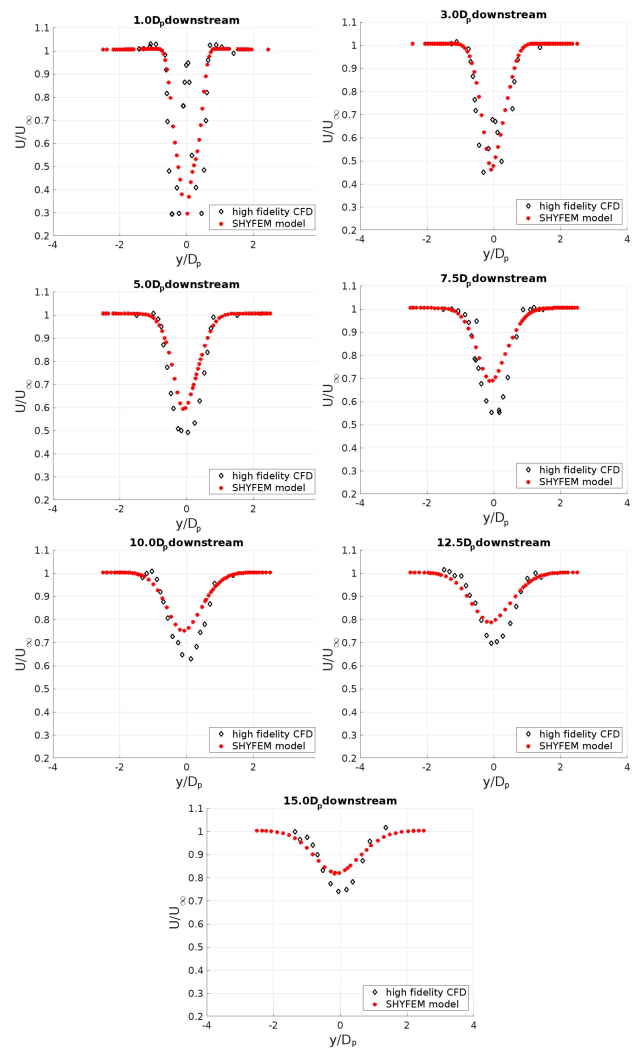 1.0D_p downstream
1.1
1
0.9
0.8
0.7
0.6
0.5
0.4
0.3
0.2
U/U_∞
high fidelity CFD
SHYFEM model
-4 -2 0 2
y/D_p
3.0D_p downstream
1.1
1
0.9
0.8
0.7
0.6
0.5
0.4
0.3
0.2
U/U_∞
high fidelity CFD
SHYFEM model
-4 -2 0 2 4
y/D_p
5.0D_p downstream
1.1
1
0.9
0.8
0.7
0.6
0.5
0.4
0.3
0.2
U/U_∞
high fidelity CFD
SHYFEM model
-4 -2 0 2
y/D_p
7.5D_p downstream
1.1
1
0.9
0.8
0.7
0.6
0.5
0.4
0.3
0.2
U/U_∞
high fidelity CFD
SHYFEM model
-4 -2 0 2 4
y/D_p
10.0D_p downstream
1.1
1
0.9
0.8
0.7
0.6
0.5
0.4
0.3
0.2
U/U_∞
high fidelity CFD
SHYFEM model
-4 -2 0 2
y/D_p
12.5D_p downstream
1.1
1
0.9
0.8
0.7
0.6
0.5
0.4
0.3
0.2
U/U_∞
high fidelity CFD
SHYFEM model
-4 -2 0 2 4
y/D_p
15.0D_p downstream
1.1
1
0.9
0.8
0.7
0.6
0.5
0.4
0.3
0.2
U/U_∞
high fidelity CFD
SHYFEM model
-4 -2 0 2 4
y/D_p